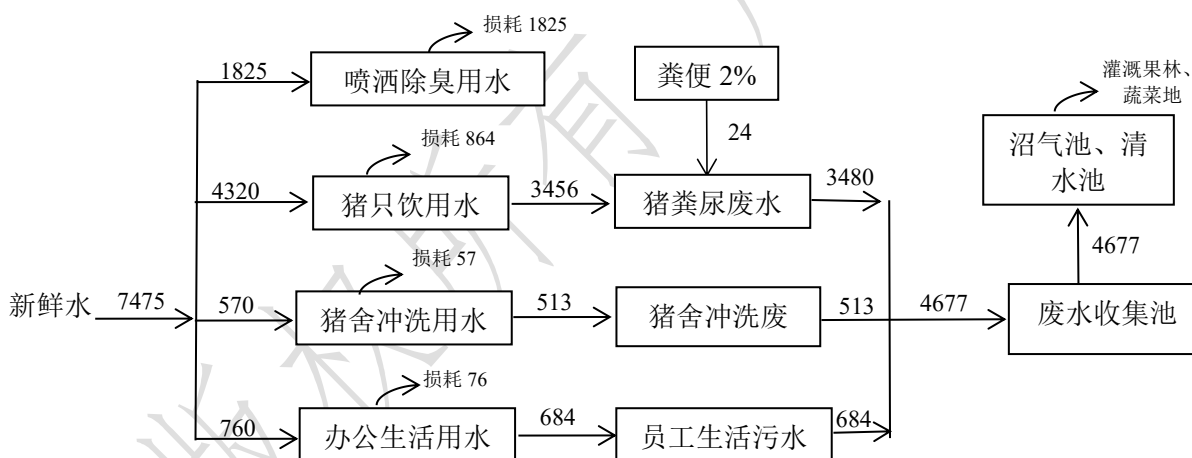 损耗 1825
1825
喷洒除臭用水
粪便 2%
24
灌溉果林、
蔬菜地
沼气池、清
水池
损耗 864
4320
猪只饮用水
3456
猪粪尿废水
3480
4677
新鲜水
7475
损耗 57
570
猪舍冲洗用水
513
猪舍冲洗废
513
4677
废水收集池
损耗 76
760
办公生活用水
684
员工生活污水
684
版权所有